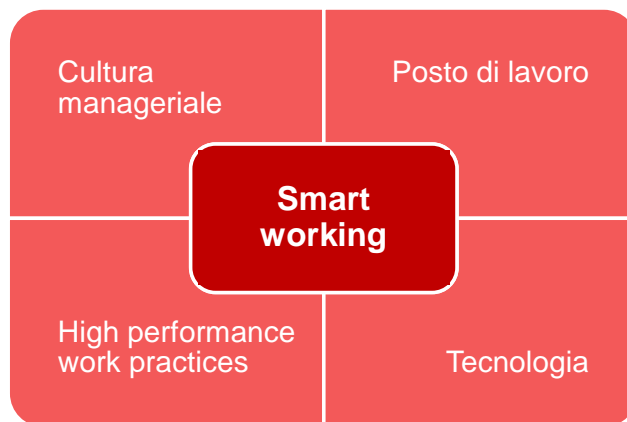 Cultura
manageriale
Posto di lavoro
Smart
working
High performance
work practices
Tecnologia